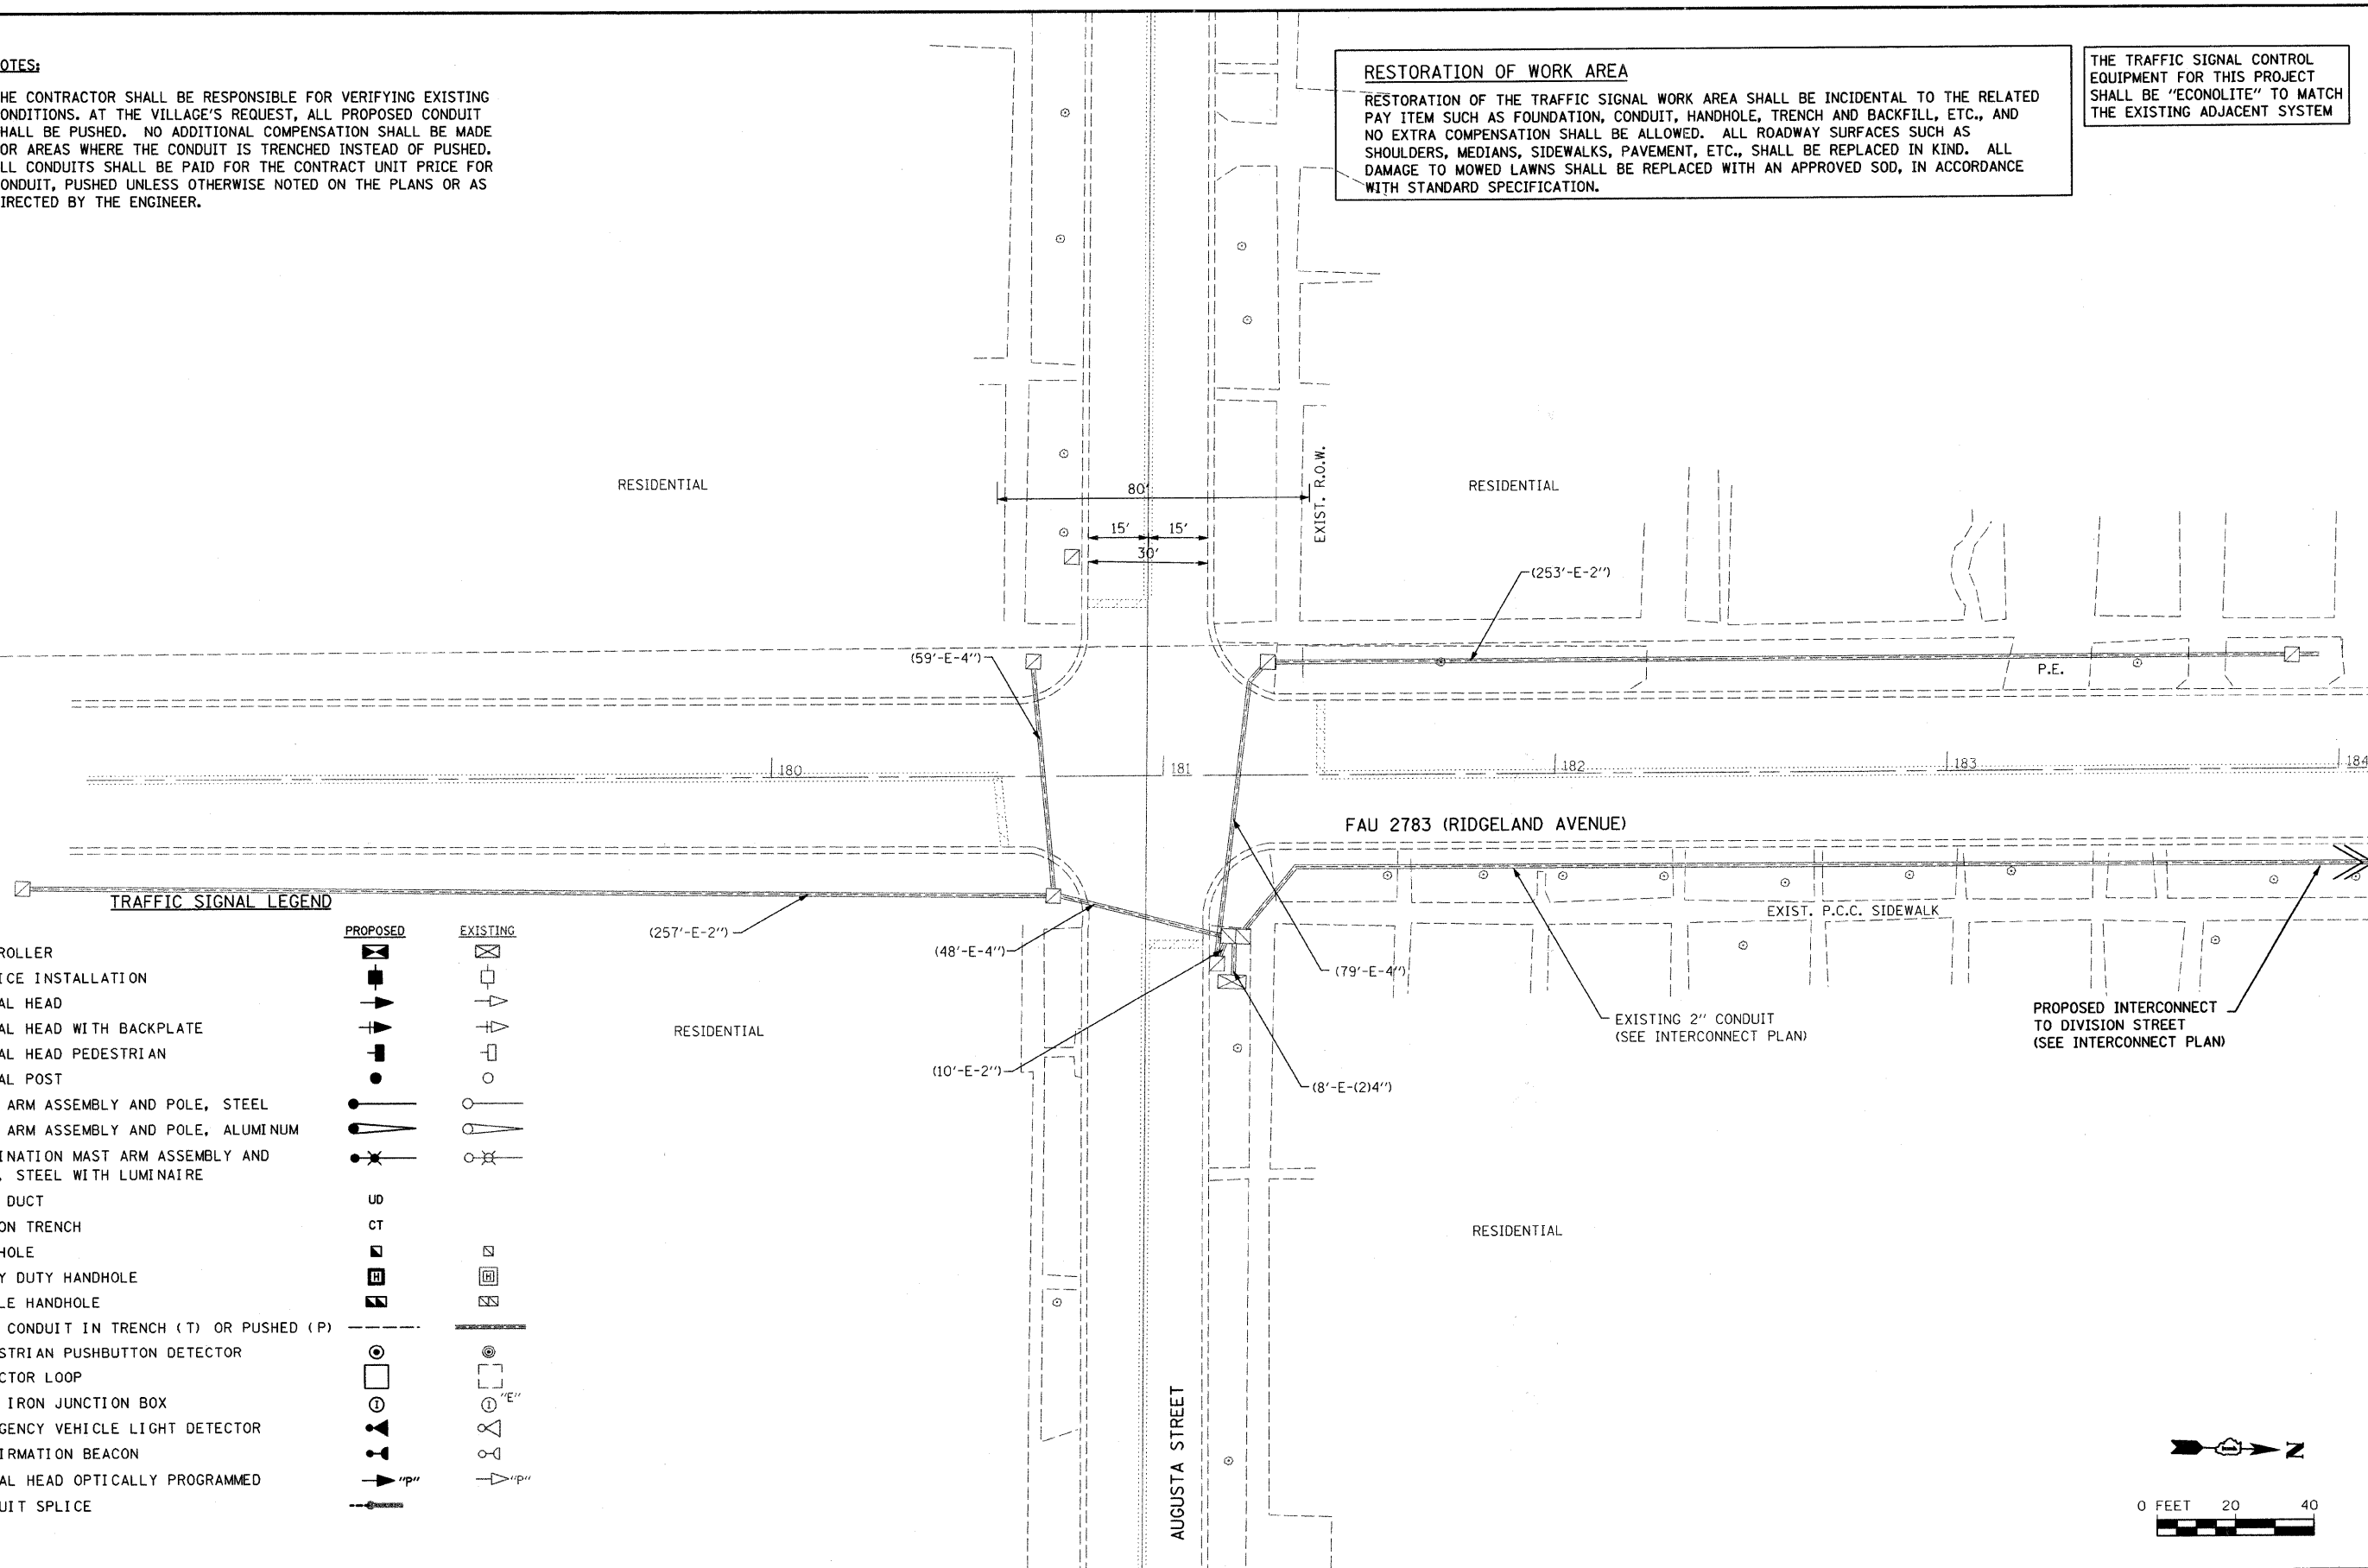 OTES:
HE CONTRACTOR SHALL BE RESPONSIBLE FOR VERIFYING EXISTING
ONDITIONS. AT THE VILLAGE'S REQUEST, ALL PROPOSED CONDUIT
HALL BE PUSHED. NO ADDITIONAL COMPENSATION SHALL BE MADE
OR AREAS WHERE THE CONDUIT IS TRENCHED INSTEAD OF PUSHED.
LL CONDUITS SHALL BE PAID FOR THE CONTRACT UNIT PRICE FOR
ONDUIT, PUSHED UNLESS OTHERWISE NOTED ON THE PLANS OR AS
IRECTED BY THE ENGINEER.
RESTORATION OF WORK AREA
RESTORATION OF THE TRAFFIC SIGNAL WORK AREA SHALL BE INCIDENTAL TO THE RELATED
PAY ITEM SUCH AS FOUNDATION, CONDUIT, HANDHOLE, TRENCH AND BACKFILL, ETC., AND
NO EXTRA COMPENSATION SHALL BE ALLOWED. ALL ROADWAY SURFACES SUCH AS
SHOULDERS, MEDIANS, SIDEWALKS, PAVEMENT, ETC., SHALL BE REPLACED IN KIND. ALL
DAMAGE TO MOWED LAWNS SHALL BE REPLACED WITH AN APPROVED SOD, IN ACCORDANCE
WITH STANDARD SPECIFICATION.
THE TRAFFIC SIGNAL CONTROL
EQUIPMENT FOR THIS PROJECT
SHALL BE "ECONOLITE" TO MATCH
THE EXISTING ADJACENT SYSTEM
RESIDENTIAL
80'
EXIST. R.O.W.
RESIDENTIAL
15' 15'
30'
(253'-E-2")
(59'-E-4")
P.E.
180
181
182
183
184
FAU 2783 (RIDGELAND AVENUE)
EXIST. P.C.C. SIDEWALK
(257'-E-2")
(48'-E-4")
(79'-E-4")
RESIDENTIAL
EXISTING 2" CONDUIT
(SEE INTERCONNECT PLAN)
PROPOSED INTERCONNECT
TO DIVISION STREET
(SEE INTERCONNECT PLAN)
(10'-E-2")
(8'-E-(2)4")
RESIDENTIAL
AUGUSTA STREET
TRAFFIC SIGNAL LEGEND
PROPOSED EXISTING
ROLLER
ICE INSTALLATION
AL HEAD
AL HEAD WITH BACKPLATE
AL HEAD PEDESTRIAN
AL POST
ARM ASSEMBLY AND POLE, STEEL
ARM ASSEMBLY AND POLE, ALUMINUM
INATION MAST ARM ASSEMBLY AND
, STEEL WITH LUMINAIRE
DUCT UD
ON TRENCH CT
HOLE
Y DUTY HANDHOLE H H
LE HANDHOLE
CONDUIT IN TRENCH (T) OR PUSHED (P)
STRIAN PUSHBUTTON DETECTOR
CTOR LOOP
IRON JUNCTION BOX I I "E"
GENCY VEHICLE LIGHT DETECTOR
IRMATION BEACON
AL HEAD OPTICALLY PROGRAMMED "P" "P"
UIT SPLICE
N
0 FEET 20 40